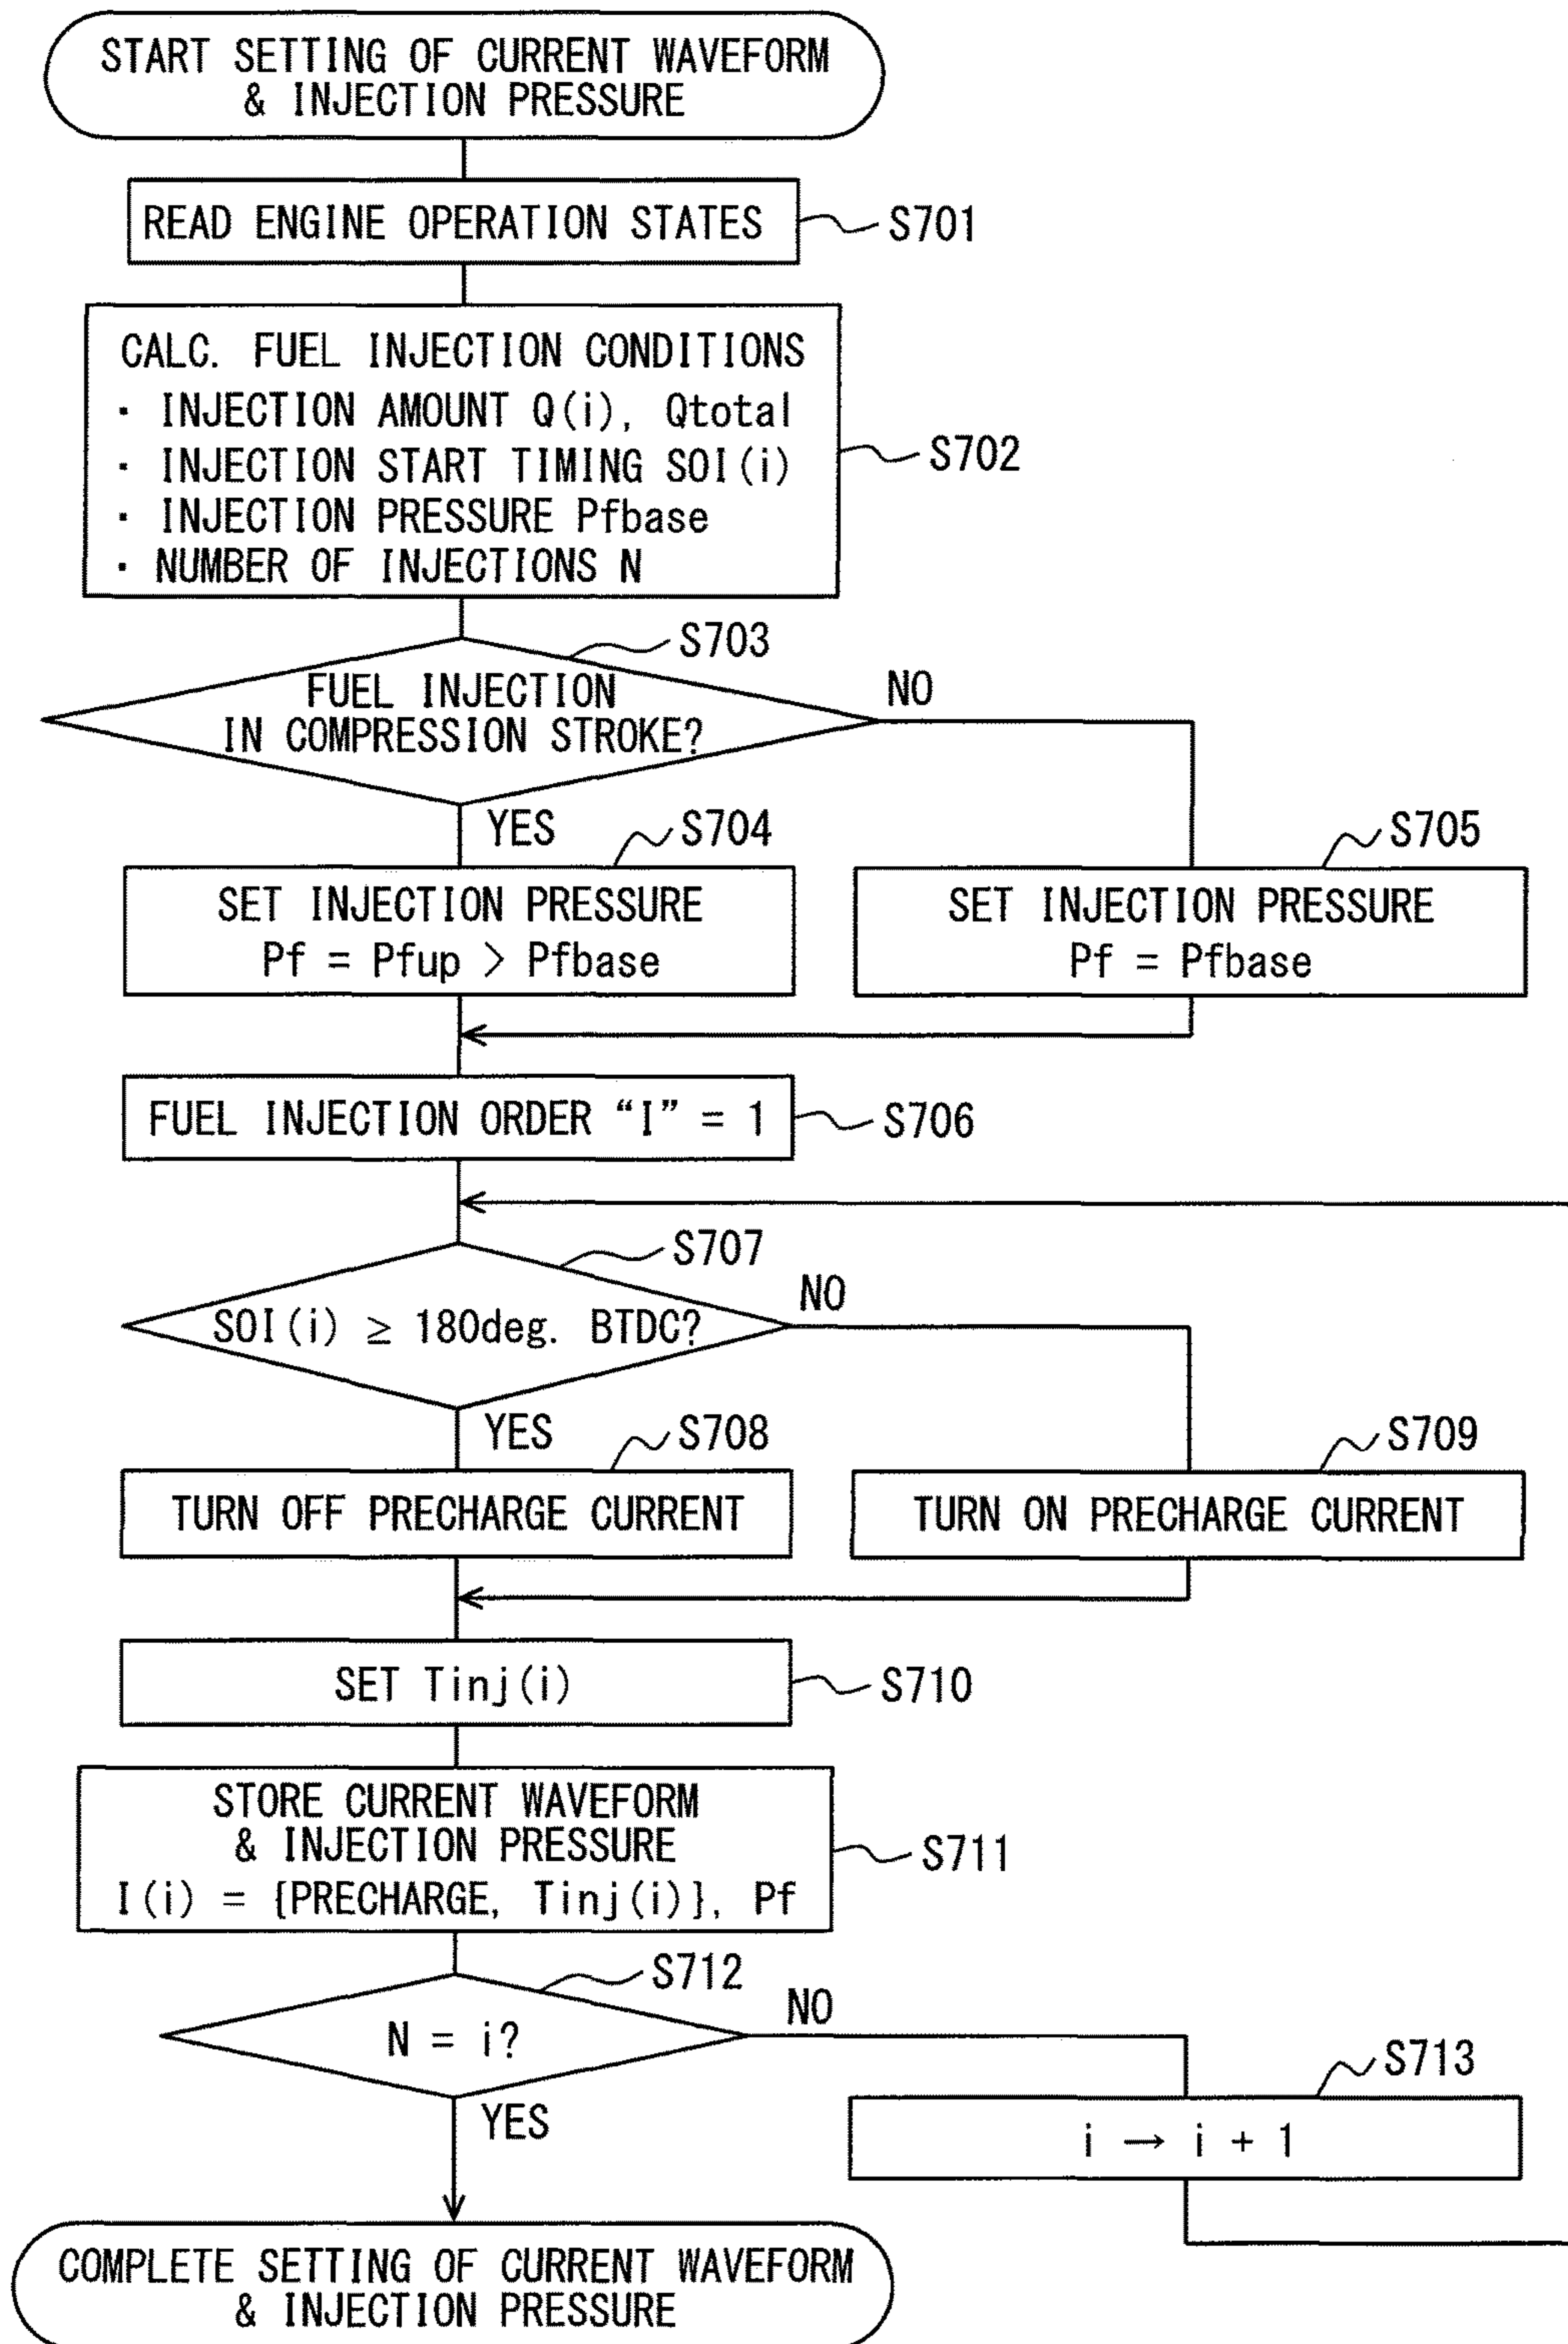 START SETTING OF CURRENT WAVEFORM
& INJECTION PRESSURE
READ ENGINE OPERATION STATES
S701
CALC. FUEL INJECTION CONDITIONS
・ INJECTION AMOUNT Q(i), Qtotal
・ INJECTION START TIMING SOI(i)
・ INJECTION PRESSURE Pfbase
・ NUMBER OF INJECTIONS N
S702
S703
FUEL INJECTION
IN COMPRESSION STROKE?
NO
YES
S704
S705
SET INJECTION PRESSURE
Pf = Pfup > Pfbase
SET INJECTION PRESSURE
Pf = Pfbase
FUEL INJECTION ORDER “I” = 1
S706
S707
SOI(i) ≥ 180deg. BTDC?
NO
YES
S708
S709
TURN OFF PRECHARGE CURRENT
TURN ON PRECHARGE CURRENT
SET Tinj(i)
S710
STORE CURRENT WAVEFORM
& INJECTION PRESSURE
I(i) = {PRECHARGE, Tinj(i)}, Pf
S711
S712
N = i?
NO
YES
S713
i → i + 1
COMPLETE SETTING OF CURRENT WAVEFORM
& INJECTION PRESSURE